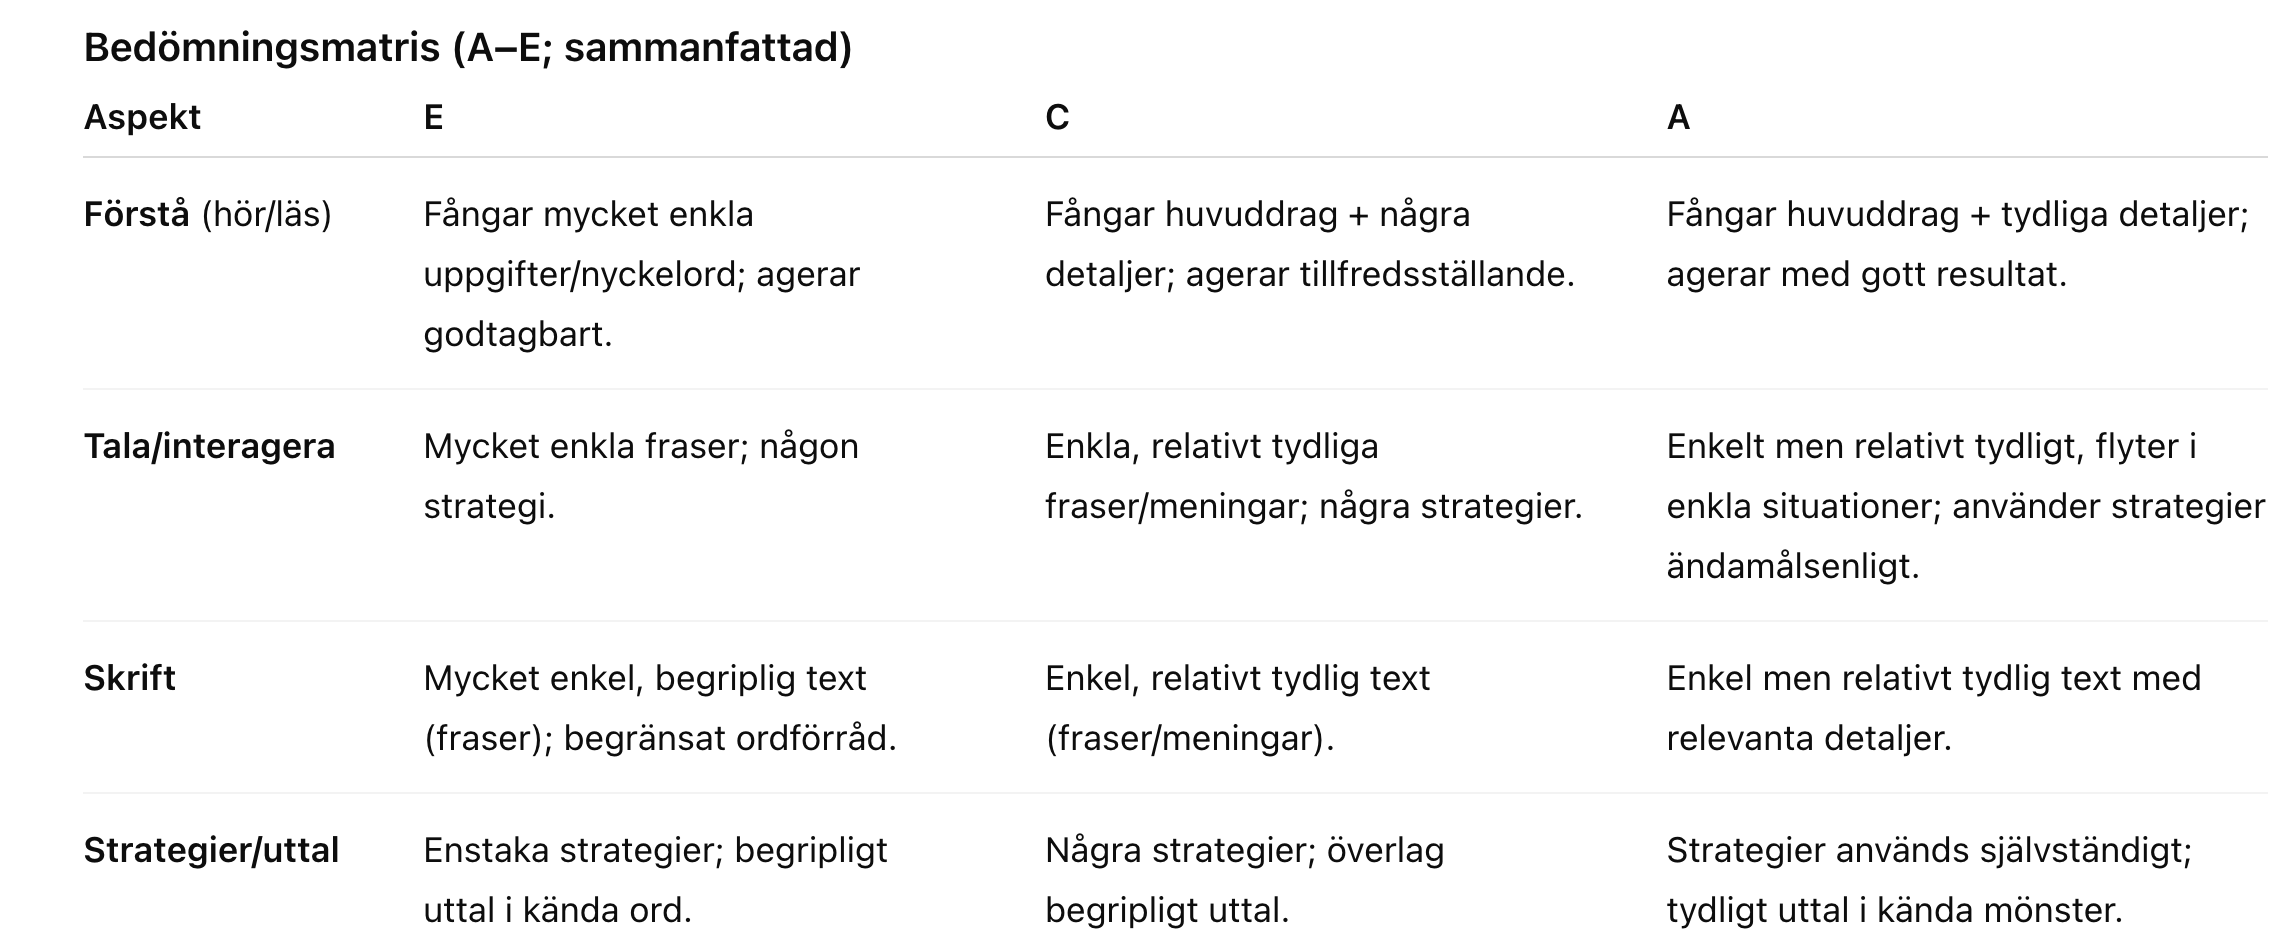 Bedömningsmatris (A–E; sammanfattad)
Aspekt E C A
Förstå (hör/läs) Fångar mycket enkla Fångar huvuddrag + några Fångar huvuddrag + tydliga detaljer;
uppgifter/nyckelord; agerar detaljer; agerar tillfredsställande. agerar med gott resultat.
godtagbart.
Tala/interagera Mycket enkla fraser; någon Enkla, relativt tydliga Enkelt men relativt tydligt, flyter i
strategi. fraser/meningar; några strategier. enkla situationer; använder strategier
ändamålsenligt.
Skrift Mycket enkel, begriplig text Enkel, relativt tydlig text Enkel men relativt tydlig text med
(fraser); begränsat ordförråd. (fraser/meningar). relevanta detaljer.
Strategier/uttal Enstaka strategier; begripligt Några strategier; överlag Strategier används självständigt;
uttal i kända ord. begripligt uttal. tydligt uttal i kända mönster.